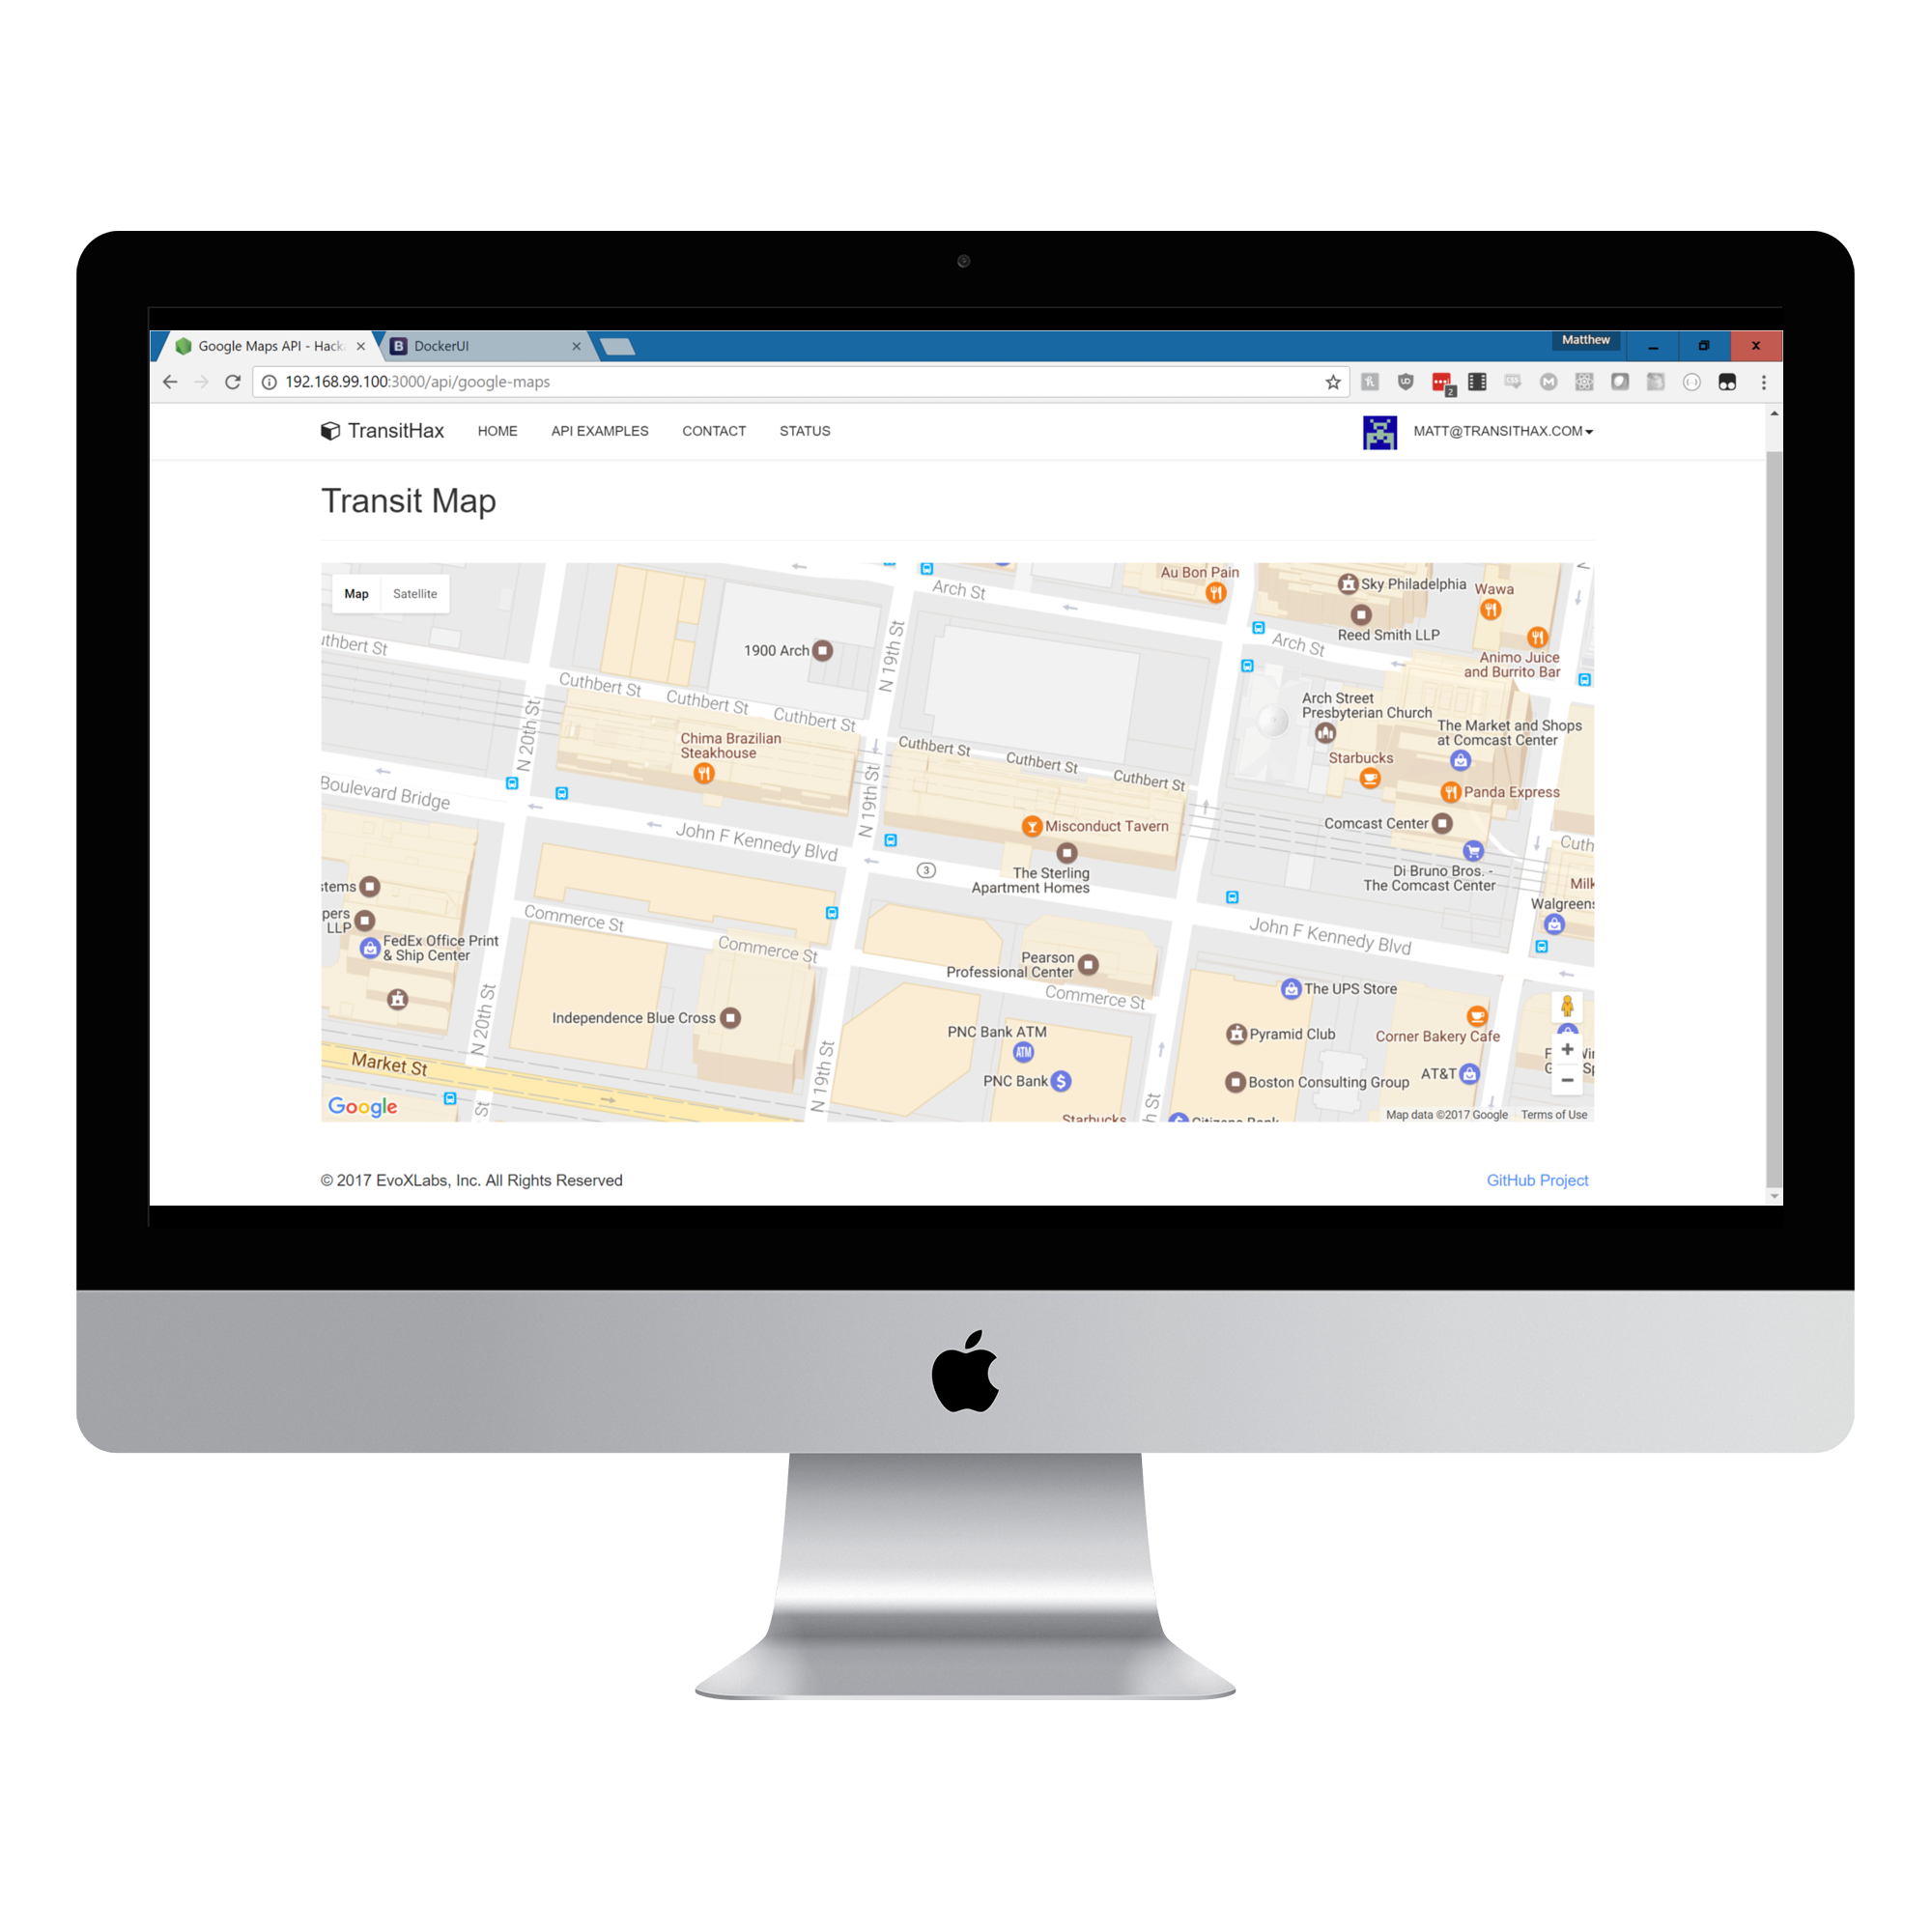 Google Maps API - Hack
DockerUI
Matthew
192.168.99.100:3000/api/google-maps
2
TransitHax
HOME
API EXAMPLES
CONTACT
STATUS
MATT@TRANSITHAX.COM
Transit Map
Map
Satellite
Arch St
Au Bon Pain
Sky Philadelphia
Wawa
Reed Smith LLP
Arch St
Animo Juice
and Burrito Bar
uthbert St
1900 Arch
N 19th St
Cuthbert St
Cuthbert St
Cuthbert St
N 20th St
Arch Street
Presbyterian Church
The Market and Shops
at Comcast Center
Chima Brazilian
Steakhouse
Cuthbert St
Cuthbert St
Cuthbert St
Starbucks
Panda Express
Boulevard Bridge
N 19th St
John F Kennedy Blvd
Misconduct Tavern
Comcast Center
Cuth
3
The Sterling
Apartment Homes
Di Bruno Bros. -
The Comcast Center
Milk
Walgreens
stems
pers
LLP
FedEx Office Print
& Ship Center
Commerce St
Commerce St
John F Kennedy Blvd
Pearson
Professional Center
Commerce St
The UPS Store
N 20th St
Independence Blue Cross
PNC Bank ATM
ATM
Pyramid Club
Corner Bakery Cafe
Market St
N 19th St
PNC Bank
Boston Consulting Group
AT&T
Google
St
Starbucks
h St
Citizens Bank
Map data ©2017 Google
Terms of Use
© 2017 EvoXLabs, Inc. All Rights Reserved
GitHub Project